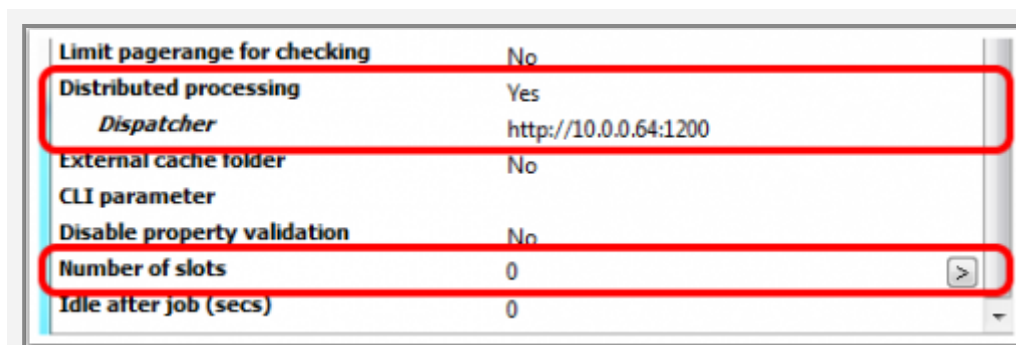 Limit pagerange for checking No
Distributed processing Yes
Dispatcher http://10.0.0.64:1200
External cache folder No
CLI parameter
Disable property validation No
Number of slots 0 >
Idle after job (secs) 0